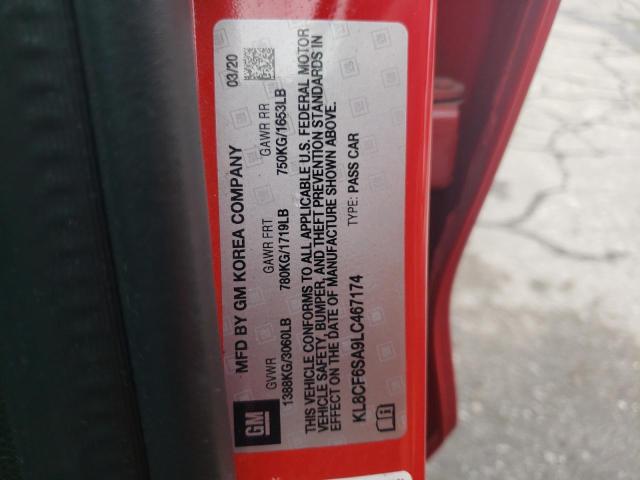 MFD BY GM KOREA COMPANY 03/20
GVWR GAWR FRT GAWR RR
1388KG/3060LB 780KG/1719LB 750KG/1653LB
THIS VEHICLE CONFORMS TO ALL APPLICABLE U.S. FEDERAL MOTOR
VEHICLE SAFETY, BUMPER, AND THEFT PREVENTION STANDARDS IN
EFFECT ON THE DATE OF MANUFACTURE SHOWN ABOVE.
KL8CF6SA9LC467174 TYPE: PASS CAR
GM